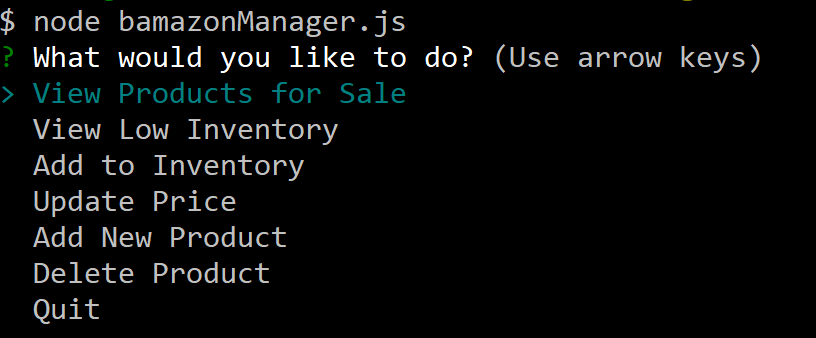 $ node bamazonManager.js
? What would you like to do? (Use arrow keys)
> View Products for Sale
View Low Inventory
Add to Inventory
Update Price
Add New Product
Delete Product
Quit